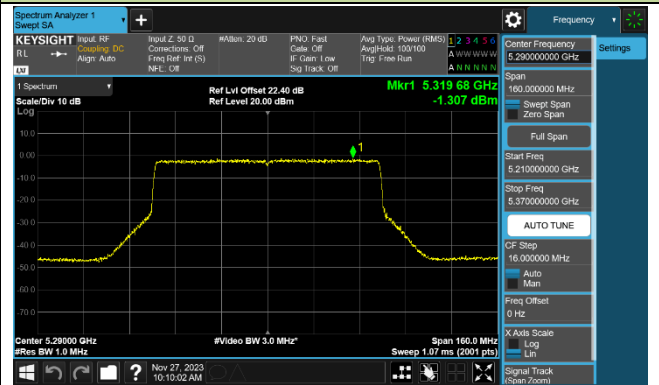 Spectrum Analyzer 1
Swept SA
Frequency
KEYSIGHT
RL
LXI
Input: RF
Coupling: DC
Align: Auto
Input Z: 50 Ω
Corrections: Off
Freq Ref: Int (S)
NFE: Off
#Atten: 20 dB
PNO: Fast
Gate: Off
IF Gain: Low
Sig Track: Off
Avg Type: Power (RMS)
Avg|Hold: 100/100
Trig: Free Run
1 2 3 4 5 6
A W W W W W
A N N N N N
1 Spectrum
Scale/Div 10 dB
Log
Ref Lvl Offset 22.40 dB
Ref Level 20.00 dBm
Mkr1 5.319 68 GHz
-1.307 dBm
10.0
0.00
-10.0
-20.0
-30.0
-40.0
-50.0
-60.0
-70.0
1
Center 5.29000 GHz
#Res BW 1.0 MHz
#Video BW 3.0 MHz*
Span 160.0 MHz
Sweep 1.07 ms (2001 pts)
Nov 27, 2023
10:10:02 AM
Center Frequency
5.290000000 GHz
Settings
Span
160.000000 MHz
Swept Span
Zero Span
Full Span
Start Freq
5.210000000 GHz
Stop Freq
5.370000000 GHz
AUTO TUNE
CF Step
16.000000 MHz
Auto
Man
Freq Offset
0 Hz
X Axis Scale
Log
Lin
Signal Track
(Span Zoom)